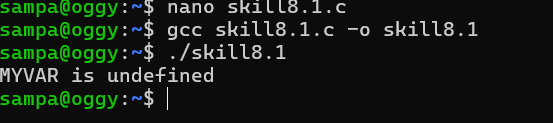 sampa@oggy:~$ nano skill8.1.c
sampa@oggy:~$ gcc skill8.1.c -o skill8.1
sampa@oggy:~$ ./skill8.1
MYVAR is undefined
sampa@oggy:~$